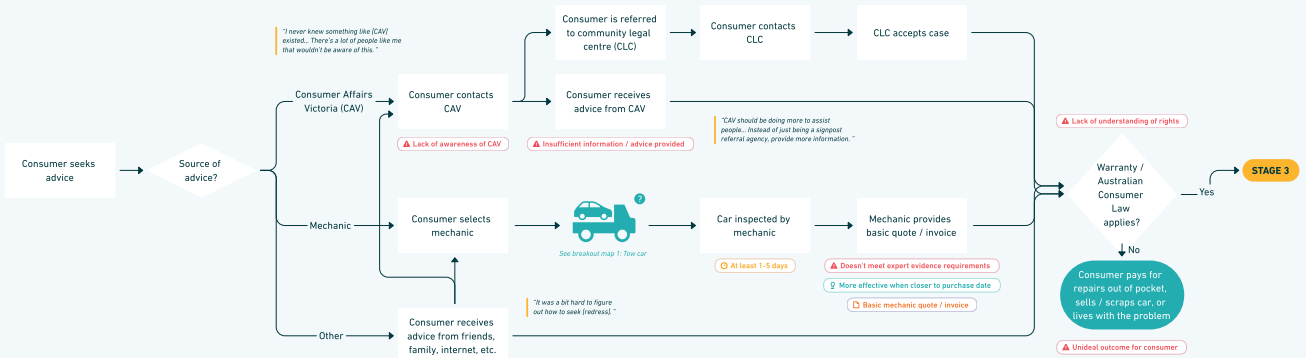 Consumer seeks
advice
Source of
advice?
"I never knew something like [CAV]
existed... There's a lot of people like me
that wouldn't be aware of this."
Consumer Affairs
Victoria (CAV)
Consumer contacts
CAV
Lack of awareness of CAV
Consumer is referred
to community legal
centre (CLC)
Consumer contacts
CLC
CLC accepts case
Consumer receives
advice from CAV
Insufficient information / advice provided
"CAV should be doing more to assist
people... Instead of just being a signpost
referral agency, provide more information. "
Mechanic
Consumer selects
mechanic
?
See breakout map 1: Tow car
Car inspected by
mechanic
At least 1-5 days
Mechanic provides
basic quote / invoice
Doesn't meet expert evidence requirements
More effective when closer to purchase date
Basic mechanic quote / invoice
Other
Consumer receives
advice from friends,
family, internet, etc.
"It was a bit hard to figure
out how to seek [redress]. "
Lack of understanding of rights
Warranty /
Australian
Consumer
Law
applies?
Yes
STAGE 3
No
Consumer pays for
repairs out of pocket,
sells / scraps car, or
lives with the problem
Unideal outcome for consumer